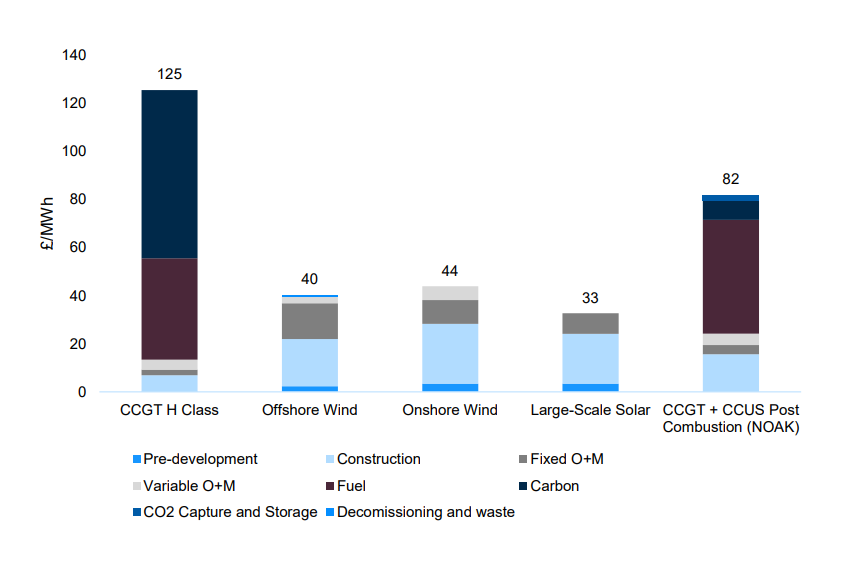 140
125
120
100
82
80
£/MWh
60
40
44
40
33
20
0
CCGT H Class
Offshore Wind
Onshore Wind
Large-Scale Solar
CCGT + CCUS Post
Combustion (NOAK)
Pre-development
Construction
Fixed O+M
Variable O+M
Fuel
Carbon
CO2 Capture and Storage
Decomissioning and waste